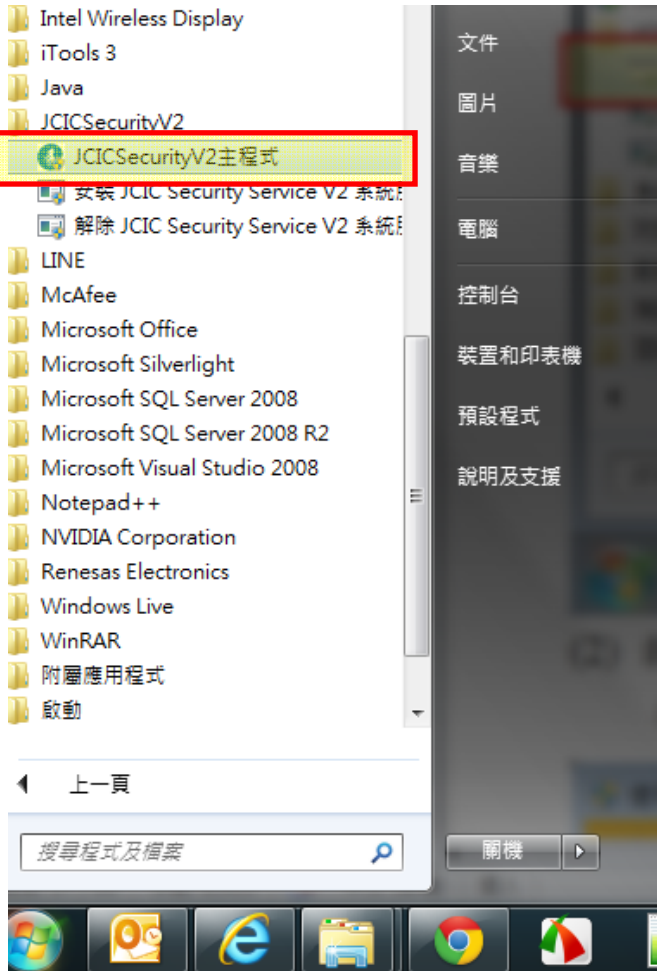 Intel Wireless Display
iTools 3
Java
JCICSecurityV2
JCICSecurityV2主程式
安裝 JCIC Security Service V2 系統
解除 JCIC Security Service V2 系統
LINE
McAfee
Microsoft Office
Microsoft Silverlight
Microsoft SQL Server 2008
Microsoft SQL Server 2008 R2
Microsoft Visual Studio 2008
Notepad++
NVIDIA Corporation
Renesas Electronics
Windows Live
WinRAR
附屬應用程式
啟動
上一頁
搜尋程式及檔案
文件
圖片
音樂
電腦
控制台
裝置和印表機
預設程式
說明及支援
關機